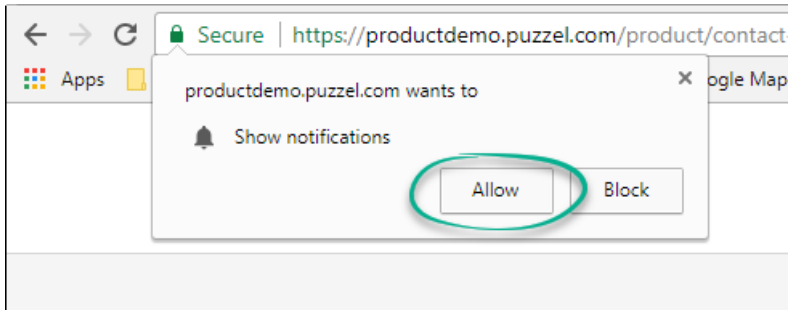 Secure | https://productdemo.puzzel.com/product/contact-
Apps
ogle Map
productdemo.puzzel.com wants to
Show notifications
Allow Block